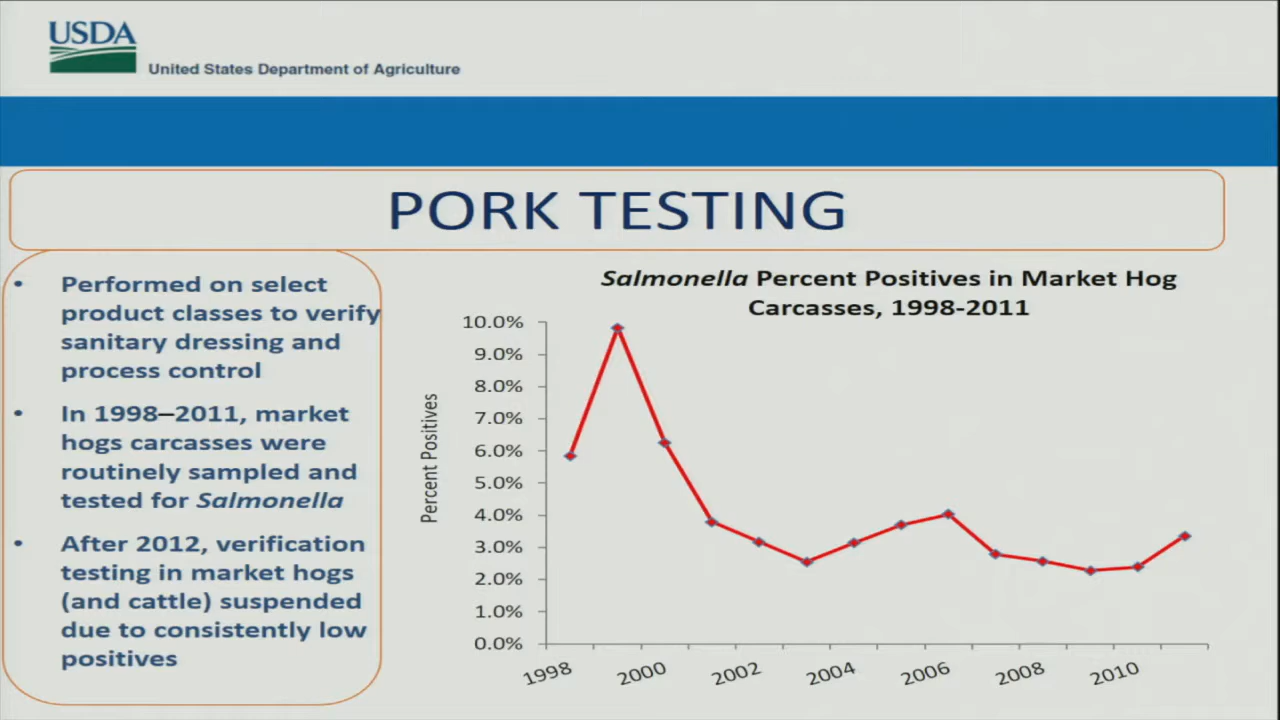 USDA
United States Department of Agriculture
PORK TESTING
• Performed on select
product classes to verify
sanitary dressing and
process control
• In 1998–2011, market
hogs carcasses were
routinely sampled and
tested for Salmonella
• After 2012, verification
testing in market hogs
(and cattle) suspended
due to consistently low
positives
Salmonella Percent Positives in Market Hog
Carcasses, 1998-2011
Percent Positives
10.0%
9.0%
8.0%
7.0%
6.0%
5.0%
4.0%
3.0%
2.0%
1.0%
0.0%
1998 2000 2002 2004 2006 2008 2010